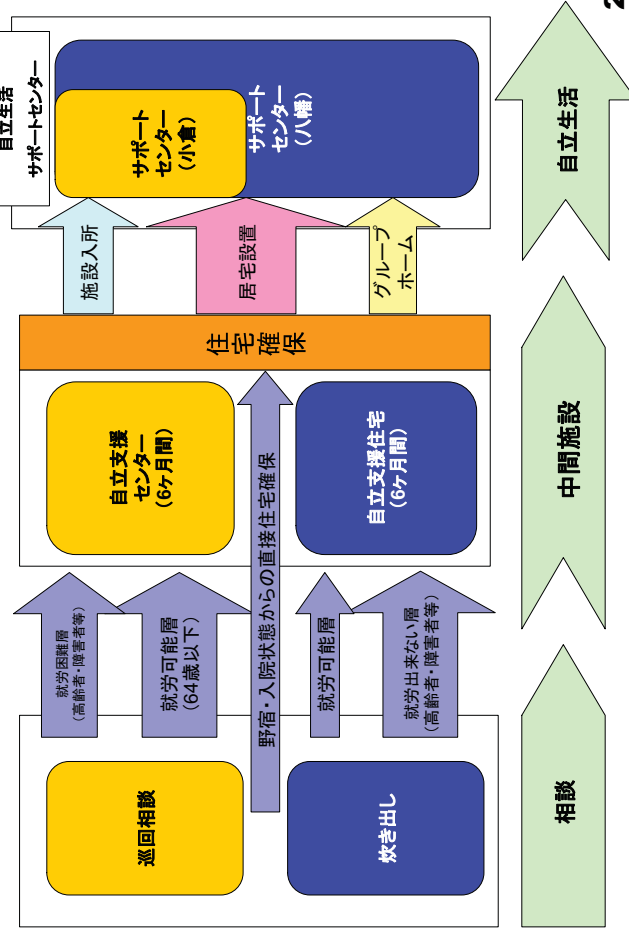 巡回相談
炊き出し
就労困難層
(高齢者・障害者等)
就労可能層
(64歳以下)
野宿・入院状態からの直接住宅確保
就労可能層
就労出来ない層
(高齢者・障害者等)
自立支援
センター
(6ヶ月間)
自立支援住宅
(6ヶ月間)
住宅確保
施設入所
居宅設置
グループ
ホーム
自立生活
サポートセンター
サポート
センター
(小倉)
サポート
センター
(八幡)
相談
中間施設
自立生活
2